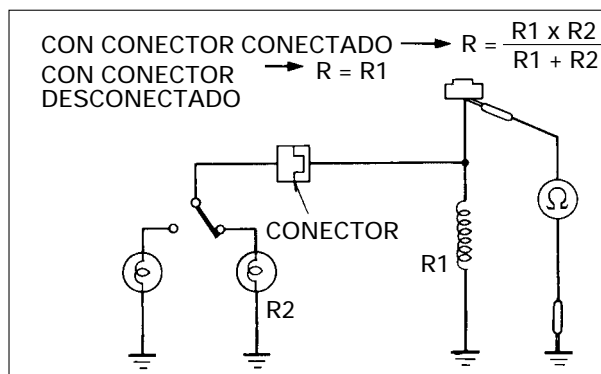 CON CONECTOR CONECTADO → R = R1 x R2 / R1 + R2
CON CONECTOR → R = R1
DESCONECTADO
CONECTOR
R1
Ω
R2